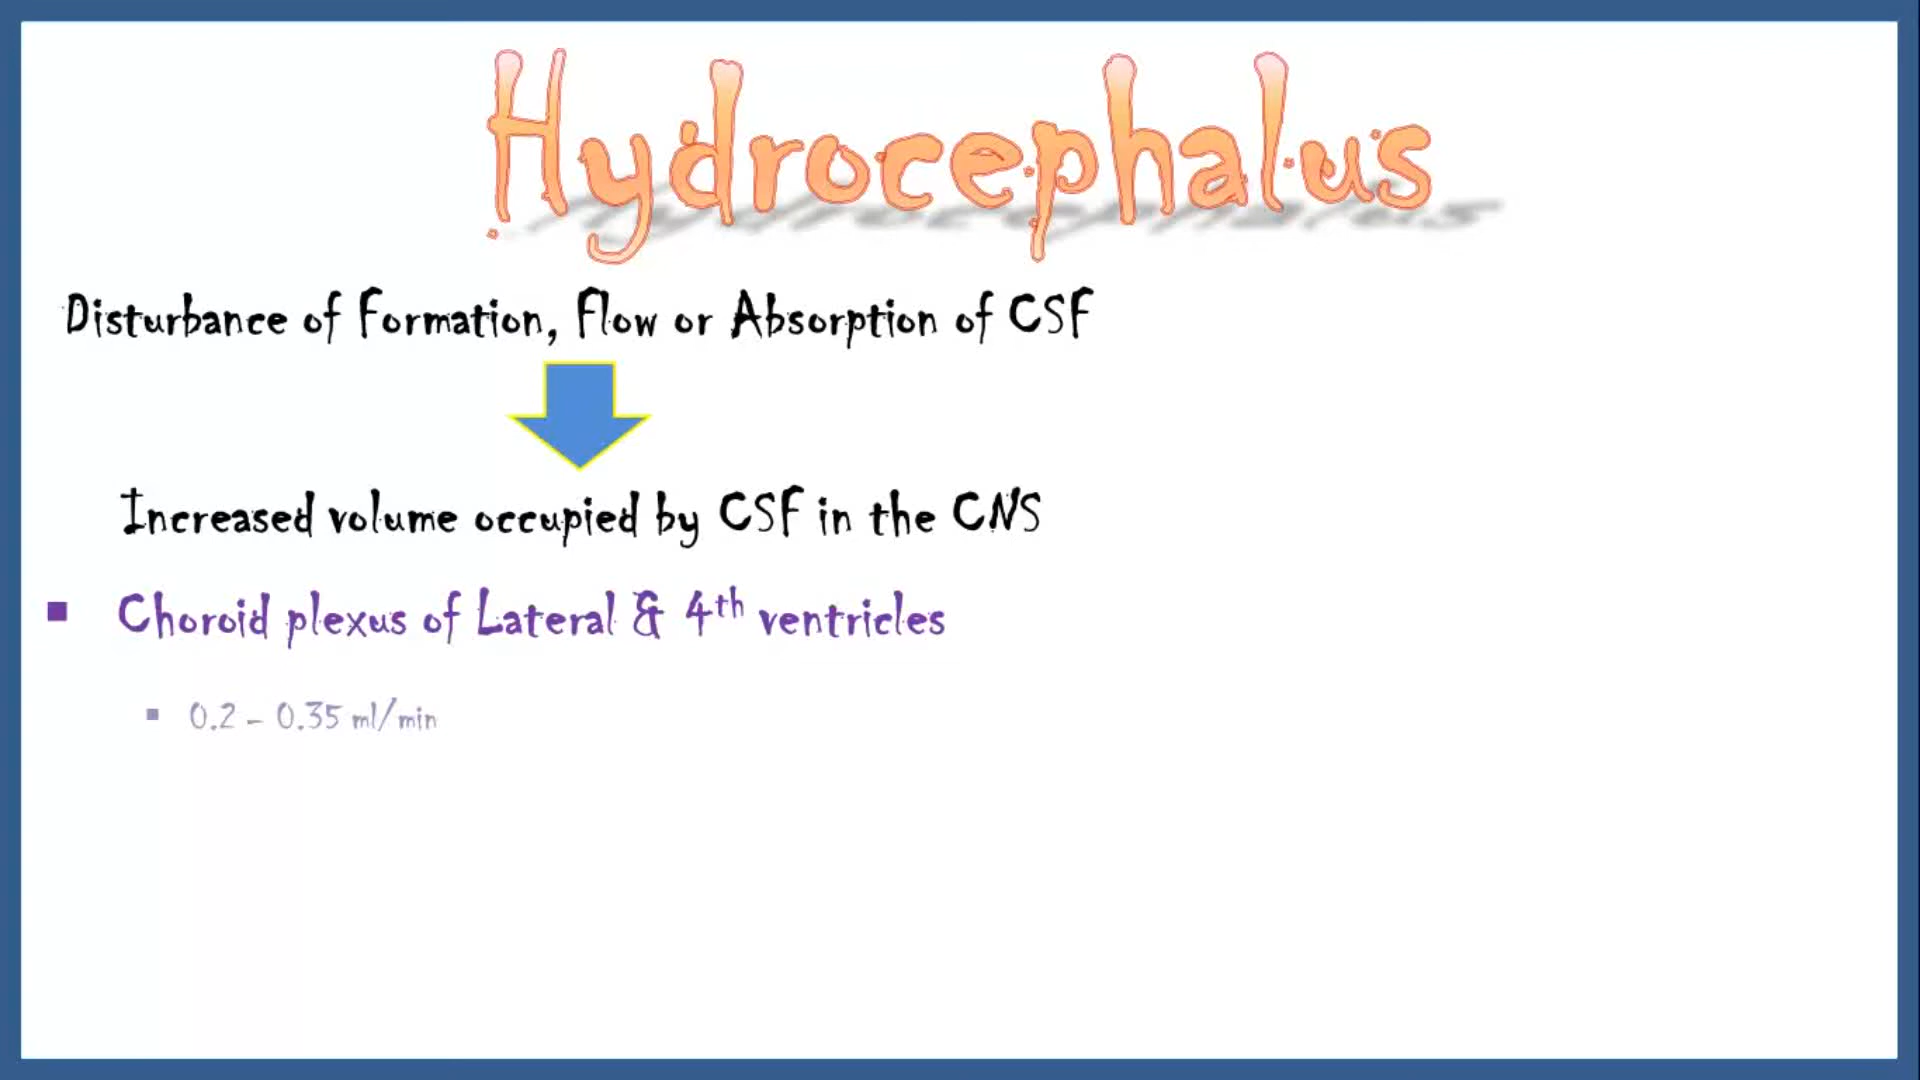 Hydrocephalus
Disturbance of Formation, Flow or Absorption of CSF
Increased volume occupied by CSF in the CNS
▪ Choroid plexus of Lateral & 4th ventricles
▪ 0.2 – 0.35 ml/min